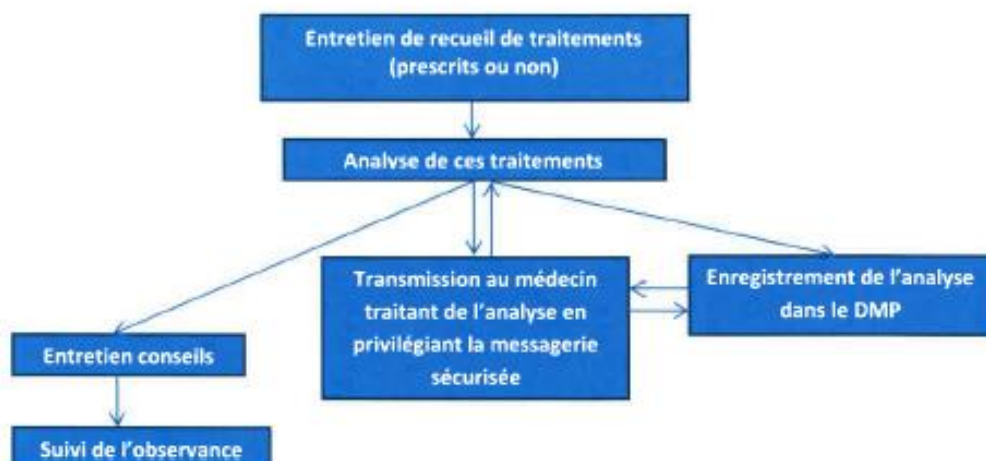 Entretien de recueil de traitements
(prescrits ou non)
Analyse de ces traitements
Transmission au médecin
traitant de l'analyse en
privilégiant la messagerie
sécurisée
Enregistrement de l'analyse
dans le DMP
Entretien conseils
Suivi de l'observance